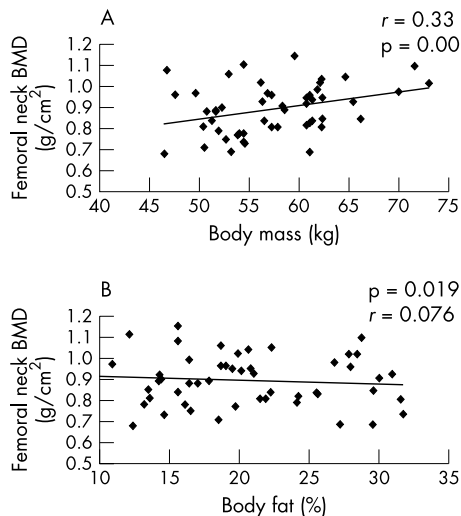 A
r = 0.33
p = 0.00
Femoral neck BMD
(g/cm²)
1.2
1.1
1.0
0.9
0.8
0.7
0.6
0.5
40 45 50 55 60 65 70 75
Body mass (kg)
B
p = 0.019
r = 0.076
Femoral neck BMD
(g/cm²)
1.2
1.1
1.0
0.9
0.8
0.7
0.6
0.5
10 15 20 25 30 35
Body fat (%)